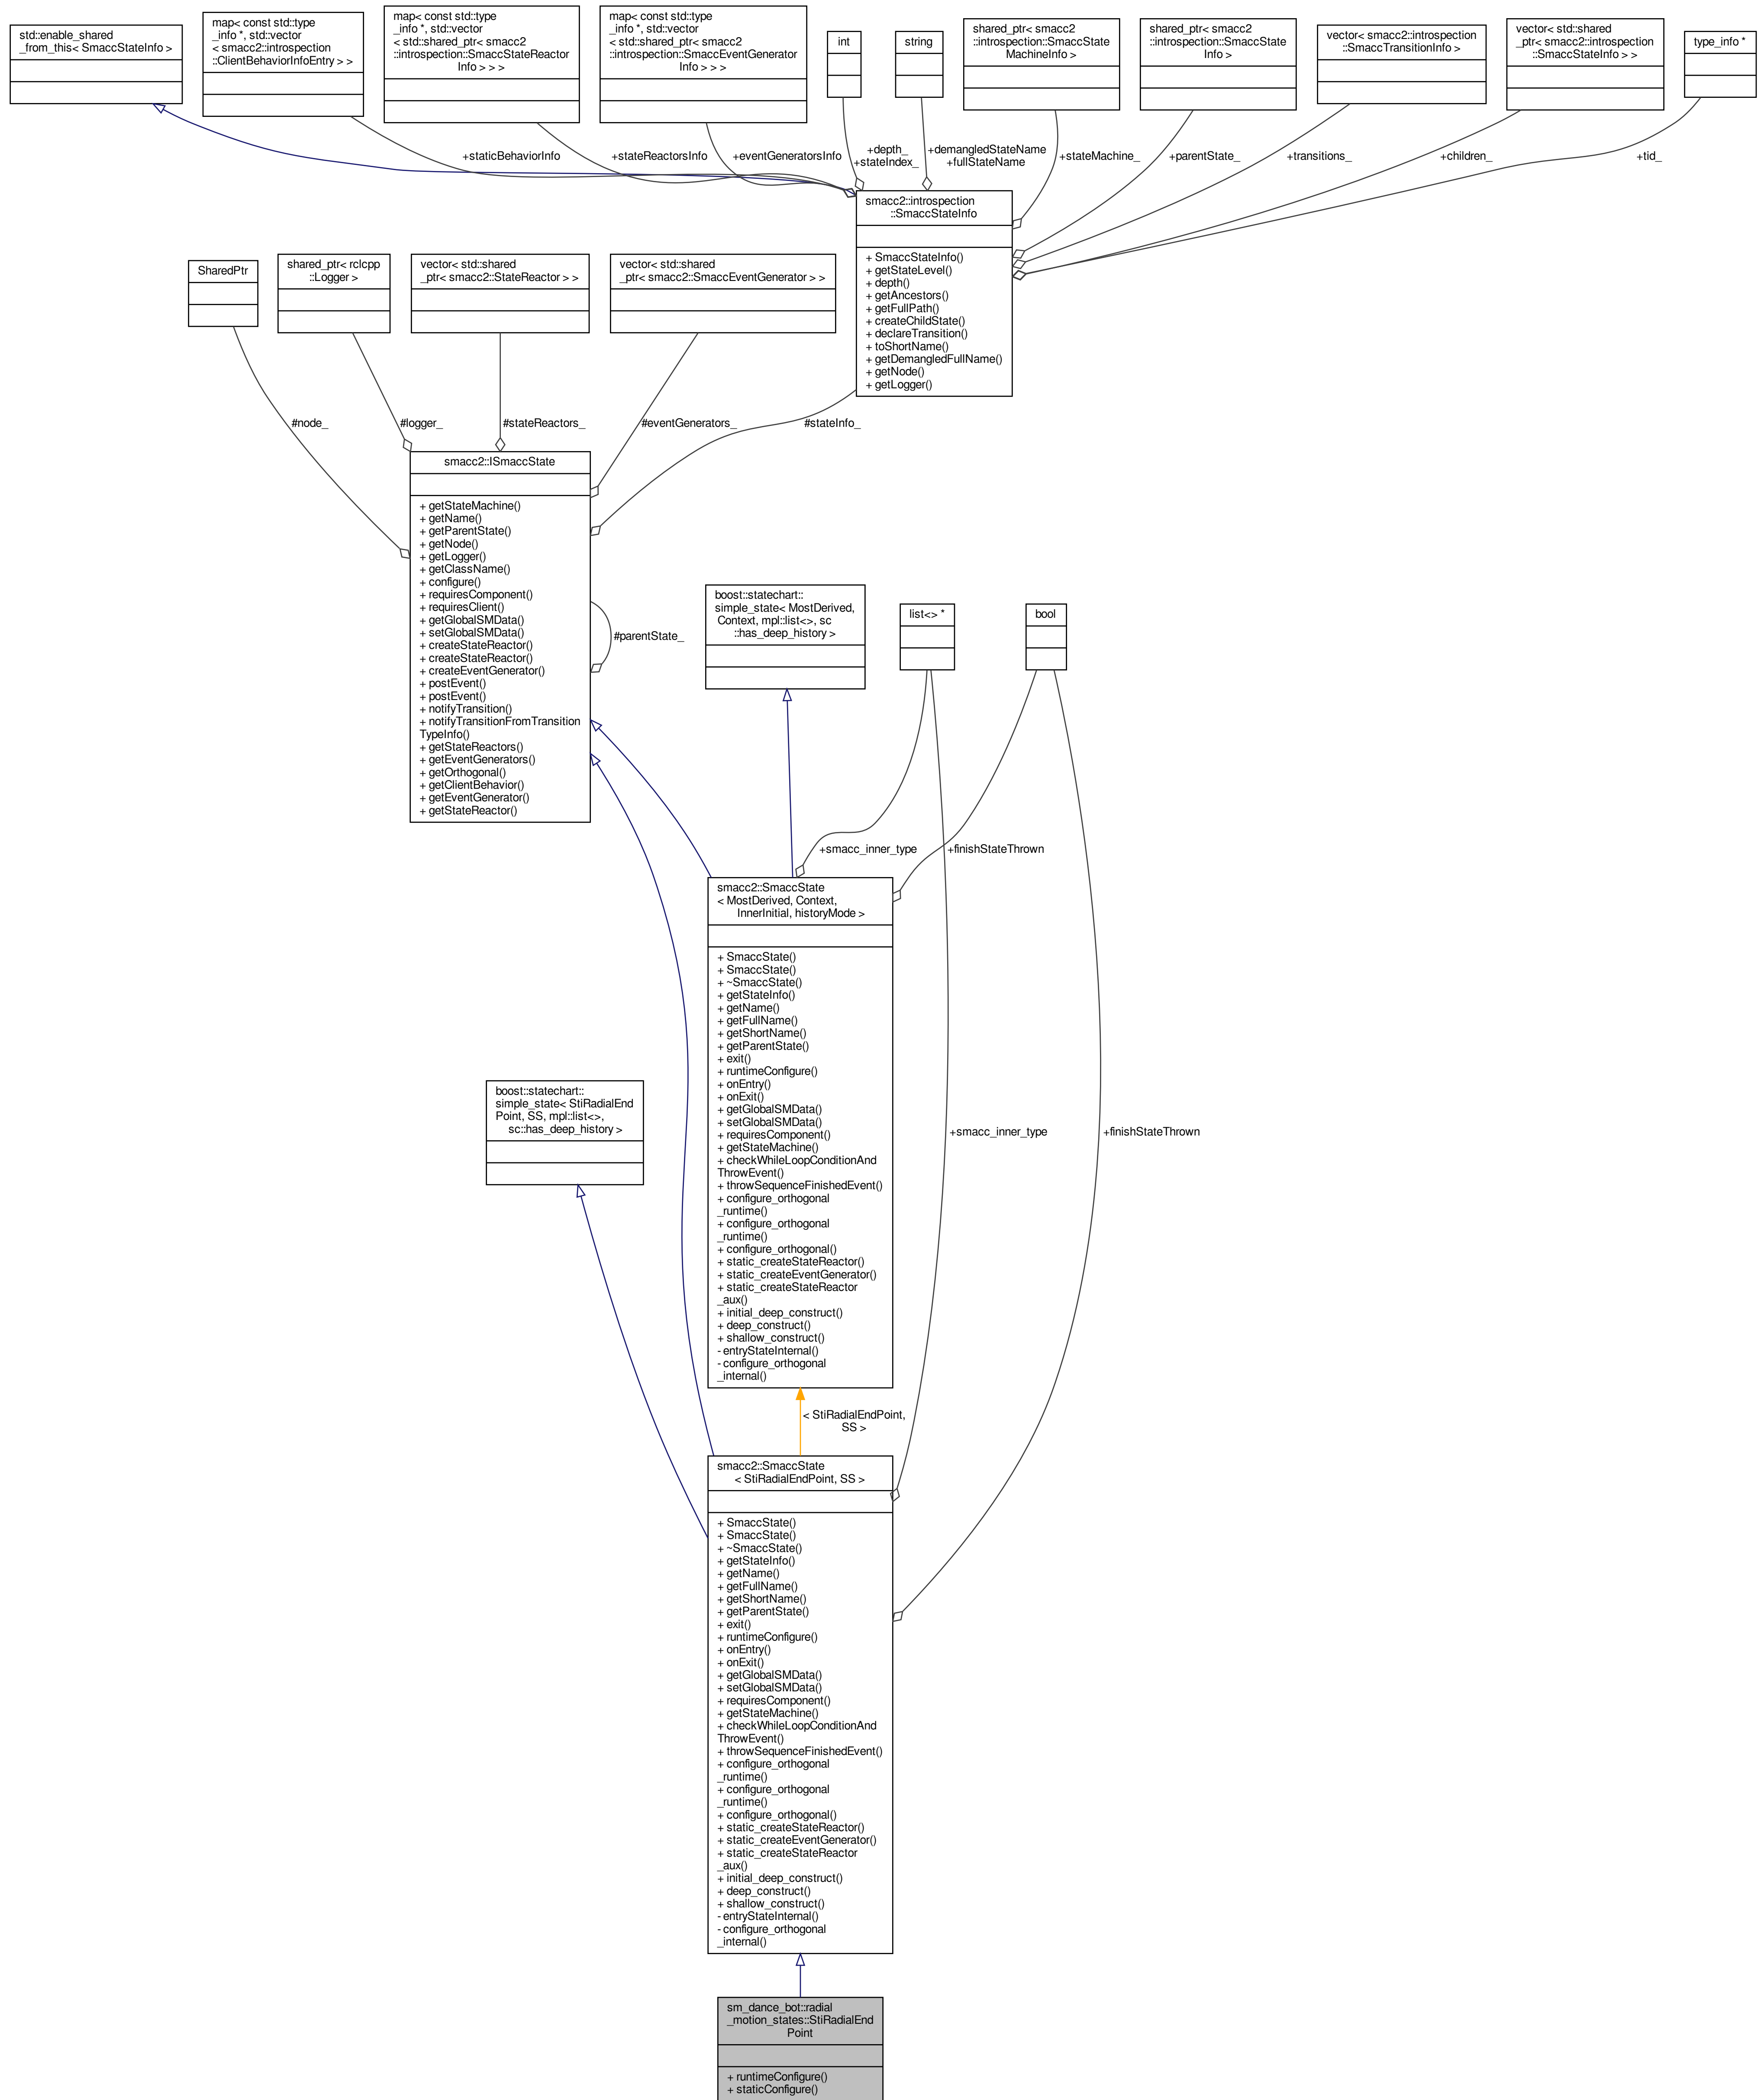 std::enable_shared
_from_this< SmaccStateInfo >
map< const std::type
_info *, std::vector
< smacc2::introspection
::ClientBehaviorInfoEntry > >
map< const std::type
_info *, std::vector
< std::shared_ptr< smacc2
::introspection::SmaccStateReactor
Info > > >
map< const std::type
_info *, std::vector
< std::shared_ptr< smacc2
::introspection::SmaccEventGenerator
Info > > >
int
string
shared_ptr< smacc2
::introspection::SmaccState
MachineInfo >
shared_ptr< smacc2
::introspection::SmaccState
Info >
vector< smacc2::introspection
::SmaccTransitionInfo >
vector< std::shared
_ptr< smacc2::introspection
::SmaccStateInfo > >
type_info *
+staticBehaviorInfo
+stateReactorsInfo
+eventGeneratorsInfo
+depth_
+stateIndex_
+demangledStateName
+fullStateName
+stateMachine_
+parentState_
+transitions_
+children_
+tid_
smacc2::introspection
::SmaccStateInfo
+ SmaccStateInfo()
+ getStateLevel()
+ depth()
+ getAncestors()
+ getFullPath()
+ createChildState()
+ declareTransition()
+ toShortName()
+ getDemangledFullName()
+ getNode()
+ getLogger()
SharedPtr
shared_ptr< rclcpp
::Logger >
vector< std::shared
_ptr< smacc2::StateReactor > >
vector< std::shared
_ptr< smacc2::SmaccEventGenerator > >
#node_
#logger_
#stateReactors_
#eventGenerators_
#stateInfo_
smacc2::ISmaccState
+ getStateMachine()
+ getName()
+ getParentState()
+ getNode()
+ getLogger()
+ getClassName()
+ configure()
+ requiresComponent()
+ requiresClient()
+ getGlobalSMData()
+ setGlobalSMData()
+ createStateReactor()
+ createStateReactor()
+ createEventGenerator()
+ postEvent()
+ postEvent()
+ notifyTransition()
+ notifyTransitionFromTransition
TypeInfo()
+ getStateReactors()
+ getEventGenerators()
+ getOrthogonal()
+ getClientBehavior()
+ getEventGenerator()
+ getStateReactor()
#parentState_
boost::statechart::
simple_state< MostDerived,
Context, mpl::list<>, sc
::has_deep_history >
list<> *
bool
+smacc_inner_type
+finishStateThrown
smacc2::SmaccState
< MostDerived, Context,
InnerInitial, historyMode >
+ SmaccState()
+ SmaccState()
+ ~SmaccState()
+ getStateInfo()
+ getName()
+ getFullName()
+ getShortName()
+ getParentState()
+ exit()
+ runtimeConfigure()
+ onEntry()
+ onExit()
+ getGlobalSMData()
+ setGlobalSMData()
+ requiresComponent()
+ getStateMachine()
+ checkWhileLoopConditionAnd
ThrowEvent()
+ throwSequenceFinishedEvent()
+ configure_orthogonal
_runtime()
+ configure_orthogonal
_runtime()
+ configure_orthogonal()
+ static_createStateReactor()
+ static_createEventGenerator()
+ static_createStateReactor
_aux()
+ initial_deep_construct()
+ deep_construct()
+ shallow_construct()
- entryStateInternal()
- configure_orthogonal
_internal()
boost::statechart::
simple_state< StiRadialEnd
Point, SS, mpl::list<>,
sc::has_deep_history >
+smacc_inner_type
+finishStateThrown
< StiRadialEndPoint,
SS >
smacc2::SmaccState
< StiRadialEndPoint, SS >
+ SmaccState()
+ SmaccState()
+ ~SmaccState()
+ getStateInfo()
+ getName()
+ getFullName()
+ getShortName()
+ getParentState()
+ exit()
+ runtimeConfigure()
+ onEntry()
+ onExit()
+ getGlobalSMData()
+ setGlobalSMData()
+ requiresComponent()
+ getStateMachine()
+ checkWhileLoopConditionAnd
ThrowEvent()
+ throwSequenceFinishedEvent()
+ configure_orthogonal
_runtime()
+ configure_orthogonal
_runtime()
+ configure_orthogonal()
+ static_createStateReactor()
+ static_createEventGenerator()
+ static_createStateReactor
_aux()
+ initial_deep_construct()
+ deep_construct()
+ shallow_construct()
- entryStateInternal()
- configure_orthogonal
_internal()
sm_dance_bot::radial
_motion_states::StiRadialEnd
Point
+ runtimeConfigure()
+ staticConfigure()